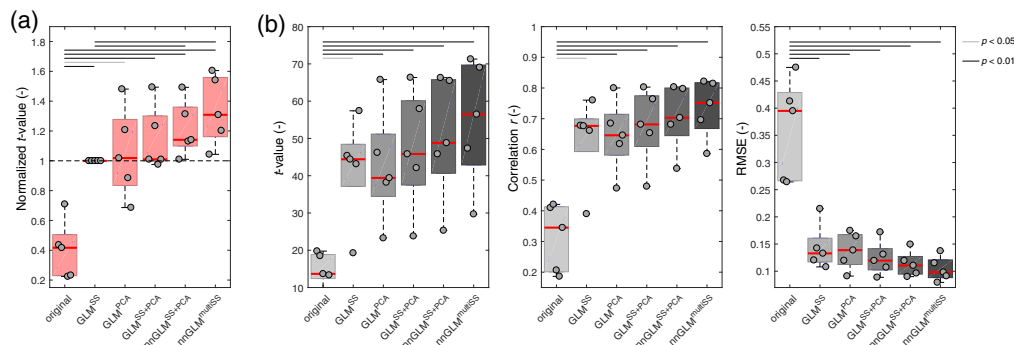 (a)
Normalized t-value (-)
1.8
1.6
1.4
1.2
1
0.8
0.6
0.4
0.2
original
GLM^SS
GLM^PCA
GLM^SS+PCA
nnGLM^SS+PCA
nnGLM^multiSS
(b)
t-value (-)
80
70
60
50
40
30
20
10
original
GLM^SS
GLM^PCA
GLM^SS+PCA
nnGLM^SS+PCA
nnGLM^multiSS
Correlation r (-)
1
0.9
0.8
0.7
0.6
0.5
0.4
0.3
0.2
original
GLM^SS
GLM^PCA
GLM^SS+PCA
nnGLM^SS+PCA
nnGLM^multiSS
RMSE (-)
0.55
0.5
0.45
0.4
0.35
0.3
0.25
0.2
0.15
0.1
original
GLM^SS
GLM^PCA
GLM^SS+PCA
nnGLM^SS+PCA
nnGLM^multiSS
p < 0.05
p < 0.01